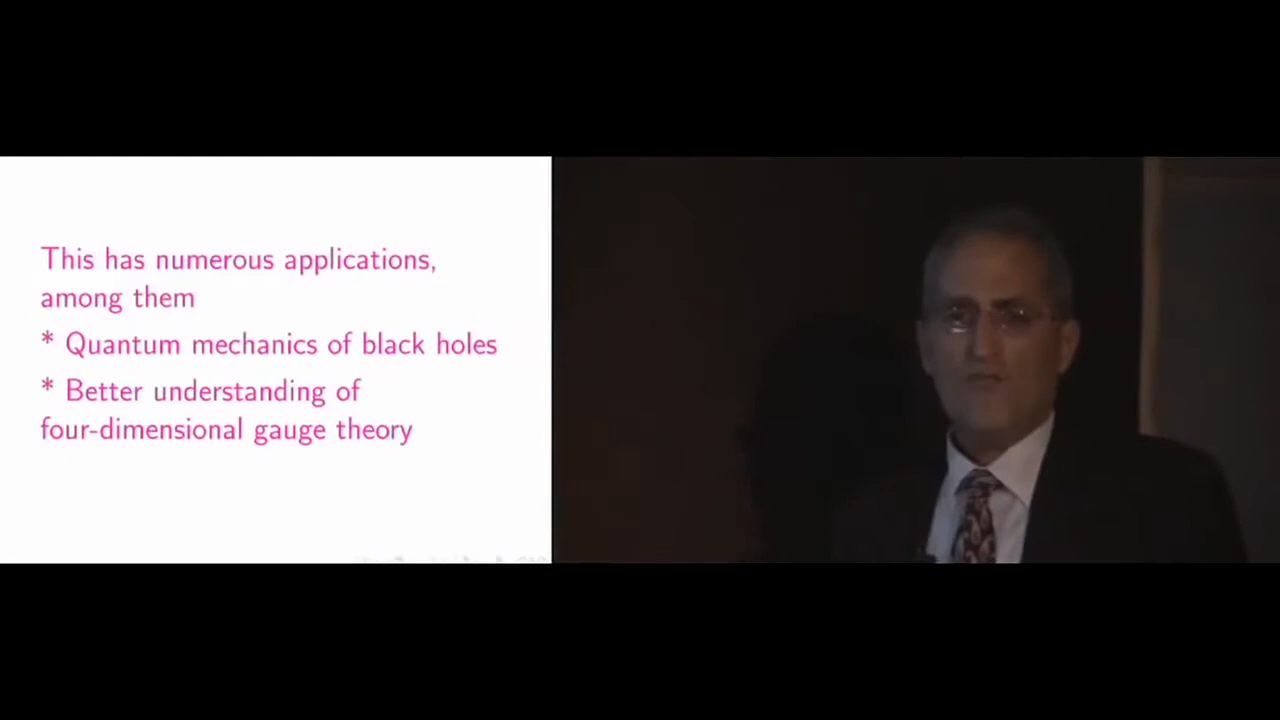 This has numerous applications,
among them
* Quantum mechanics of black holes
* Better understanding of
four-dimensional gauge theory